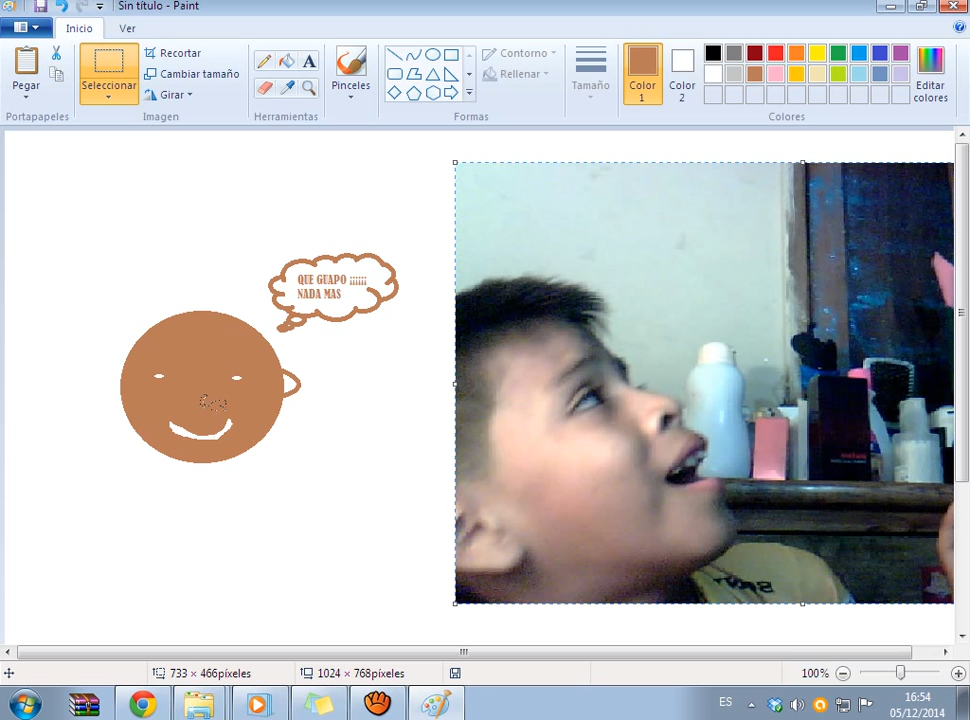 Sin título - Paint
Inicio
Ver
Pegar
Seleccionar
Recortar
Cambiar tamaño
Girar
Pinceles
Contorno
Rellenar
Tamaño
Color 1
Color 2
Editar colores
Portapapeles
Imagen
Herramientas
Formas
Colores
QUE GUAPO ¡¡¡¡¡¡
NADA MAS
733 × 466píxeles
1024 × 768píxeles
100%
ES
16:54
05/12/2014